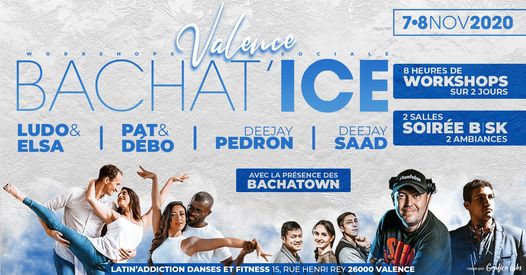 7•8 NOV 2020
Valence
WORKSHOPS SOCIALE
BACHAT'ICE
8 HEURES DE
WORKSHOPS
SUR 2 JOURS
LUDO&
ELSA
PAT&
DÉBO
DEEJAY
PEDRON
DEEJAY
SAAD
2 SALLES
SOIRÉE B SK
2 AMBIANCES
AVEC LA PRÉSENCE DES
BACHATOWN
LATIN'ADDICTION DANSES ET FITNESS 15, RUE HENRI REY 26000 VALENCE